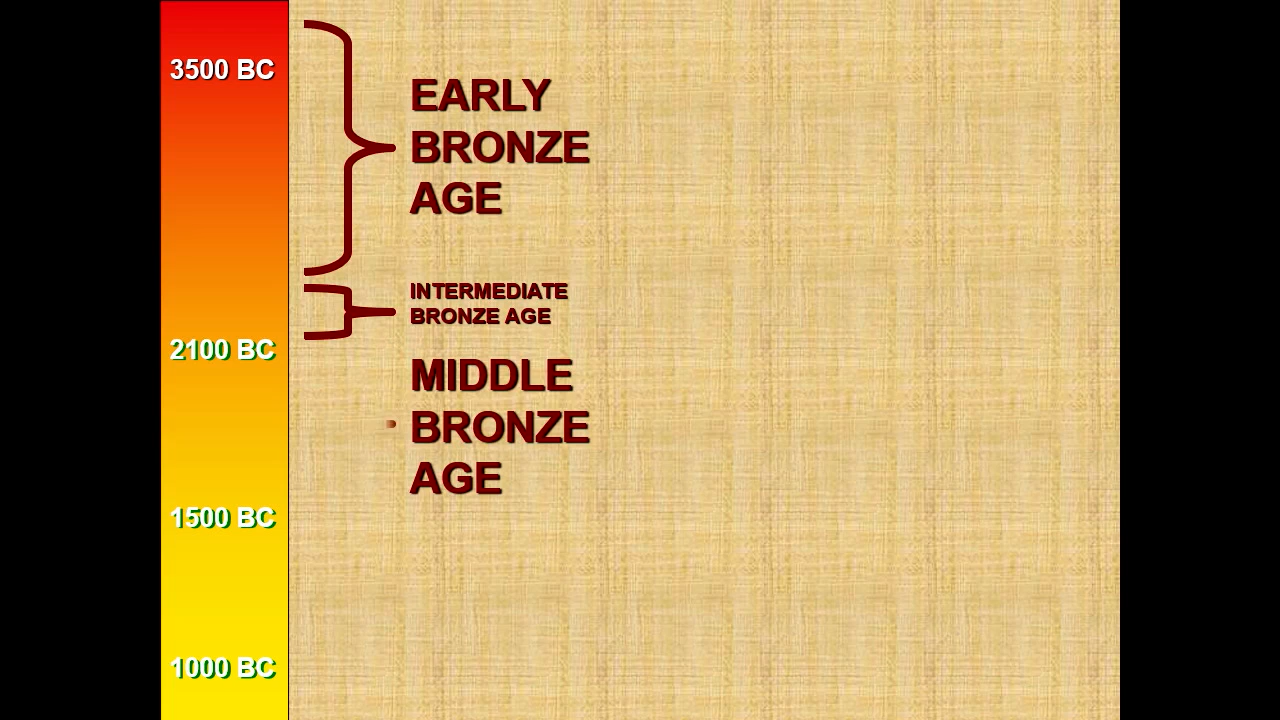 3500 BC
EARLY
BRONZE
AGE
INTERMEDIATE
BRONZE AGE
2100 BC
MIDDLE
BRONZE
AGE
1500 BC
1000 BC